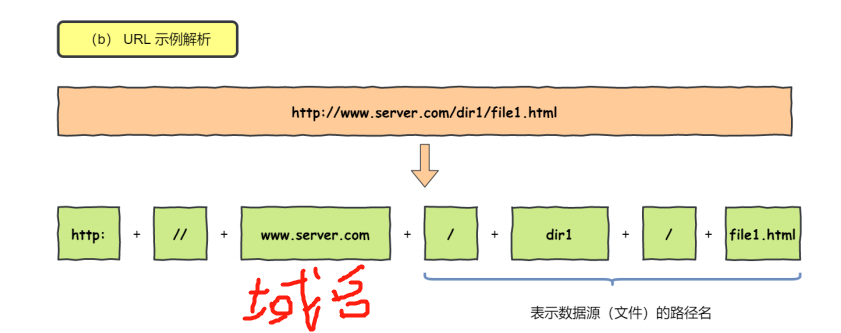 （b） URL 示例解析
http://www.server.com/dir1/file1.html
http: + // + www.server.com + / + dir1 + / + file1.html
域名
表示数据源（文件）的路径名